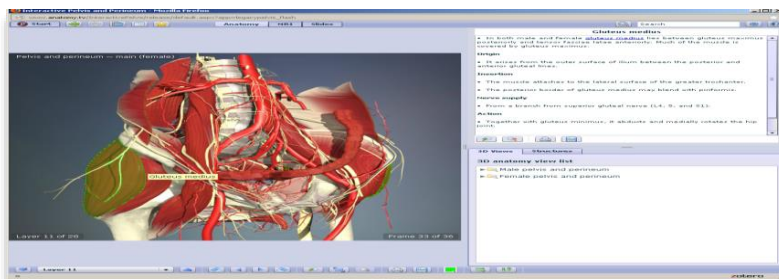 Interactive Pelvis and Perineum - Mozilla Firefox
Start
Anatomy MRI Slides
Search
Pelvis and perineum — main (female)
Gluteus medius
Layer 11 of 28
Frame 33 of 36
Layer 11
Gluteus medius
• In both male and female gluteus medius lies between gluteus maximus
posteriorly and tensor fasciae latae anteriorly. Much of the muscle is
covered by gluteus maximus.
Origin
• It arises from the outer surface of ilium between the posterior and
anterior gluteal lines.
Insertion
• The muscle attaches to the lateral surface of the greater trochanter.
• The posterior border of gluteus medius may blend with piriformis.
Nerve supply
• From a branch from superior gluteal nerve (L4, 5, and S1).
Action
• Together with gluteus minimus, it abducts and medially rotates the hip
joint.
3D Views Structures
3D anatomy view list
Male pelvis and perineum
Female pelvis and perineum
zotero